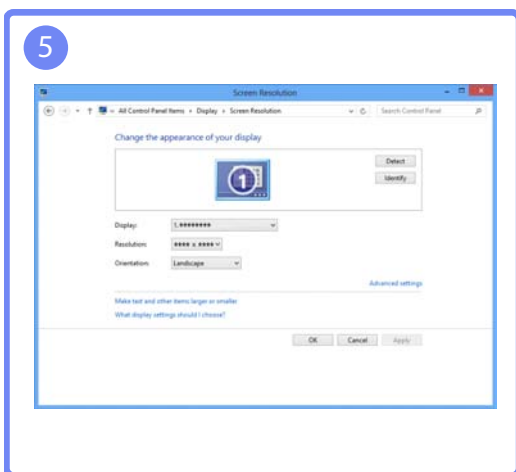 5
Screen Resolution
All Control Panel Items Display Screen Resolution Search Control Panel
Change the appearance of your display
1
Detect
Identify
Display: 1.********
Resolution: **** x ****
Orientation: Landscape
Advanced settings
Make text and other items larger or smaller
What display settings should I choose?
OK Cancel Apply